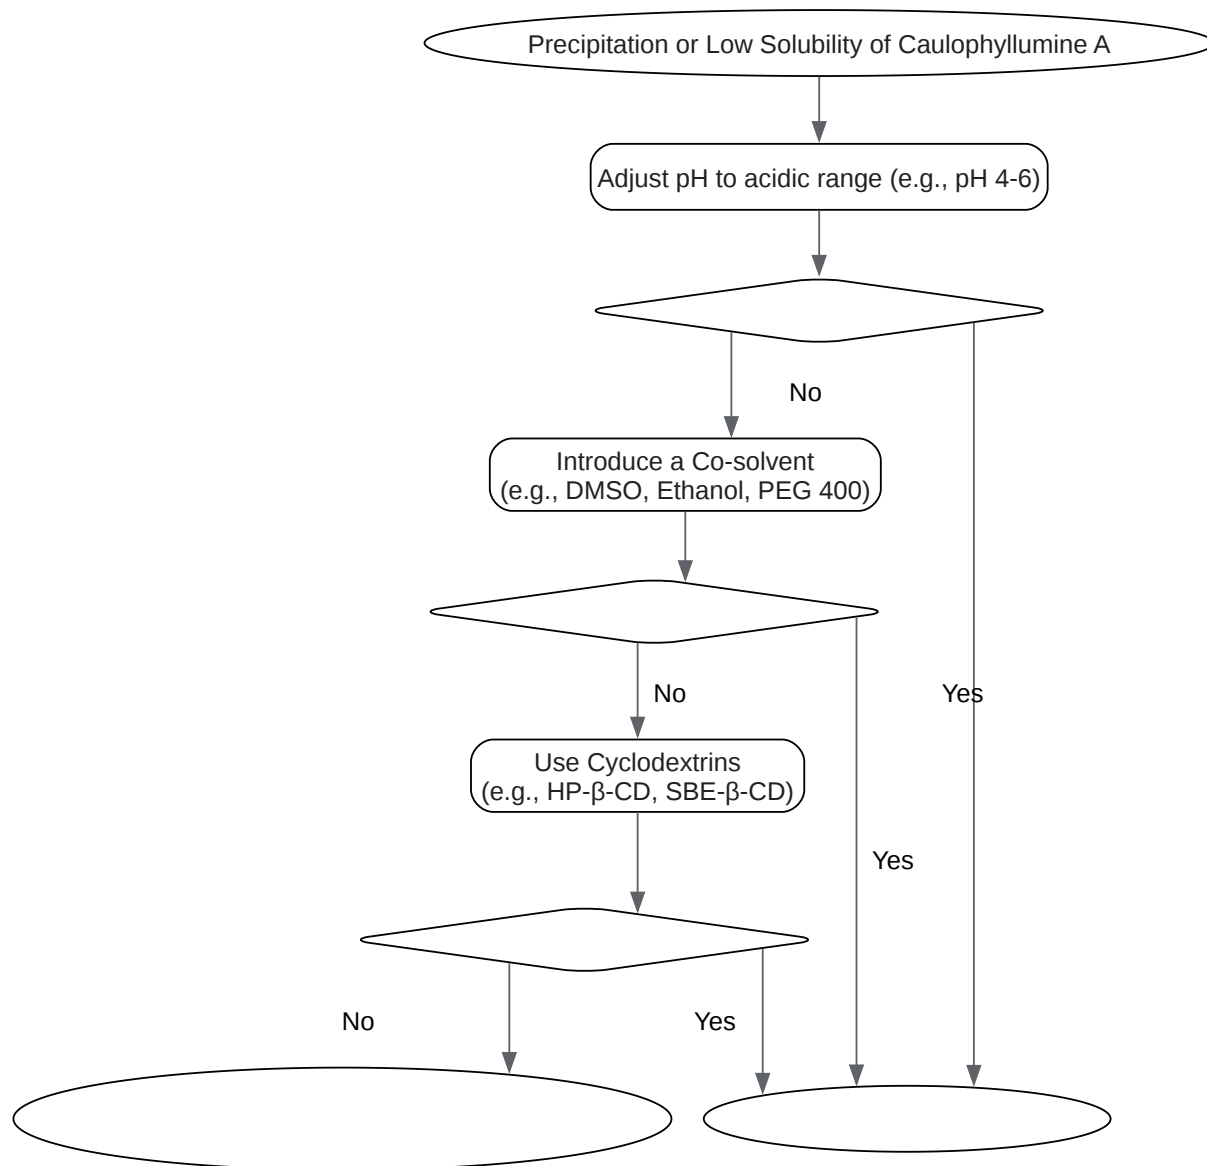 Precipitation or Low Solubility of Caulophyllumine A
Adjust pH to acidic range (e.g., pH 4-6)
No
Introduce a Co-solvent
(e.g., DMSO, Ethanol, PEG 400)
No
Yes
Use Cyclodextrins
(e.g., HP-β-CD, SBE-β-CD)
Yes
No
Yes